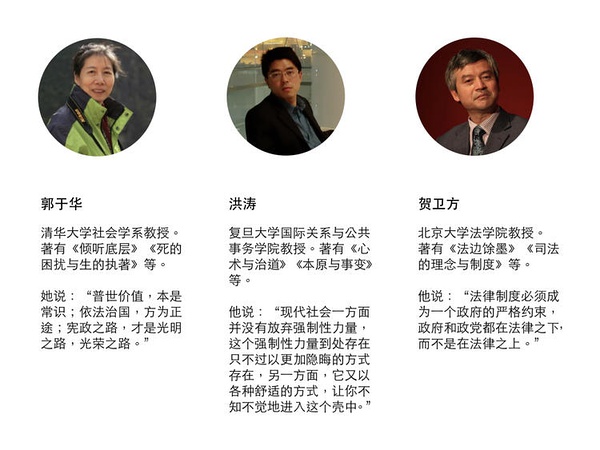 郭于华
清华大学社会学系教授。
著有《倾听底层》《死的
困扰与生的执著》等。
她说：“普世价值，本是
常识；依法治国，方为正
途；宪政之路，才是光明
之路，光荣之路。”
洪涛
复旦大学国际关系与公共
事务学院教授。著有《心
术与治道》《本原与事变》
等。
他说：“现代社会一方面
并没有放弃强制性力量，
这个强制性力量到处存在
只不过以更加隐晦的方式
存在，另一方面，它又以
各种舒适的方式，让你不
知不觉地进入这个壳中。”
贺卫方
北京大学法学院教授。
著有《法边馀墨》《司法
的理念与制度》等。
他说：“法律制度必须成
为一个政府的严格约束，
政府和政党都在法律之下，
而不是在法律之上。”